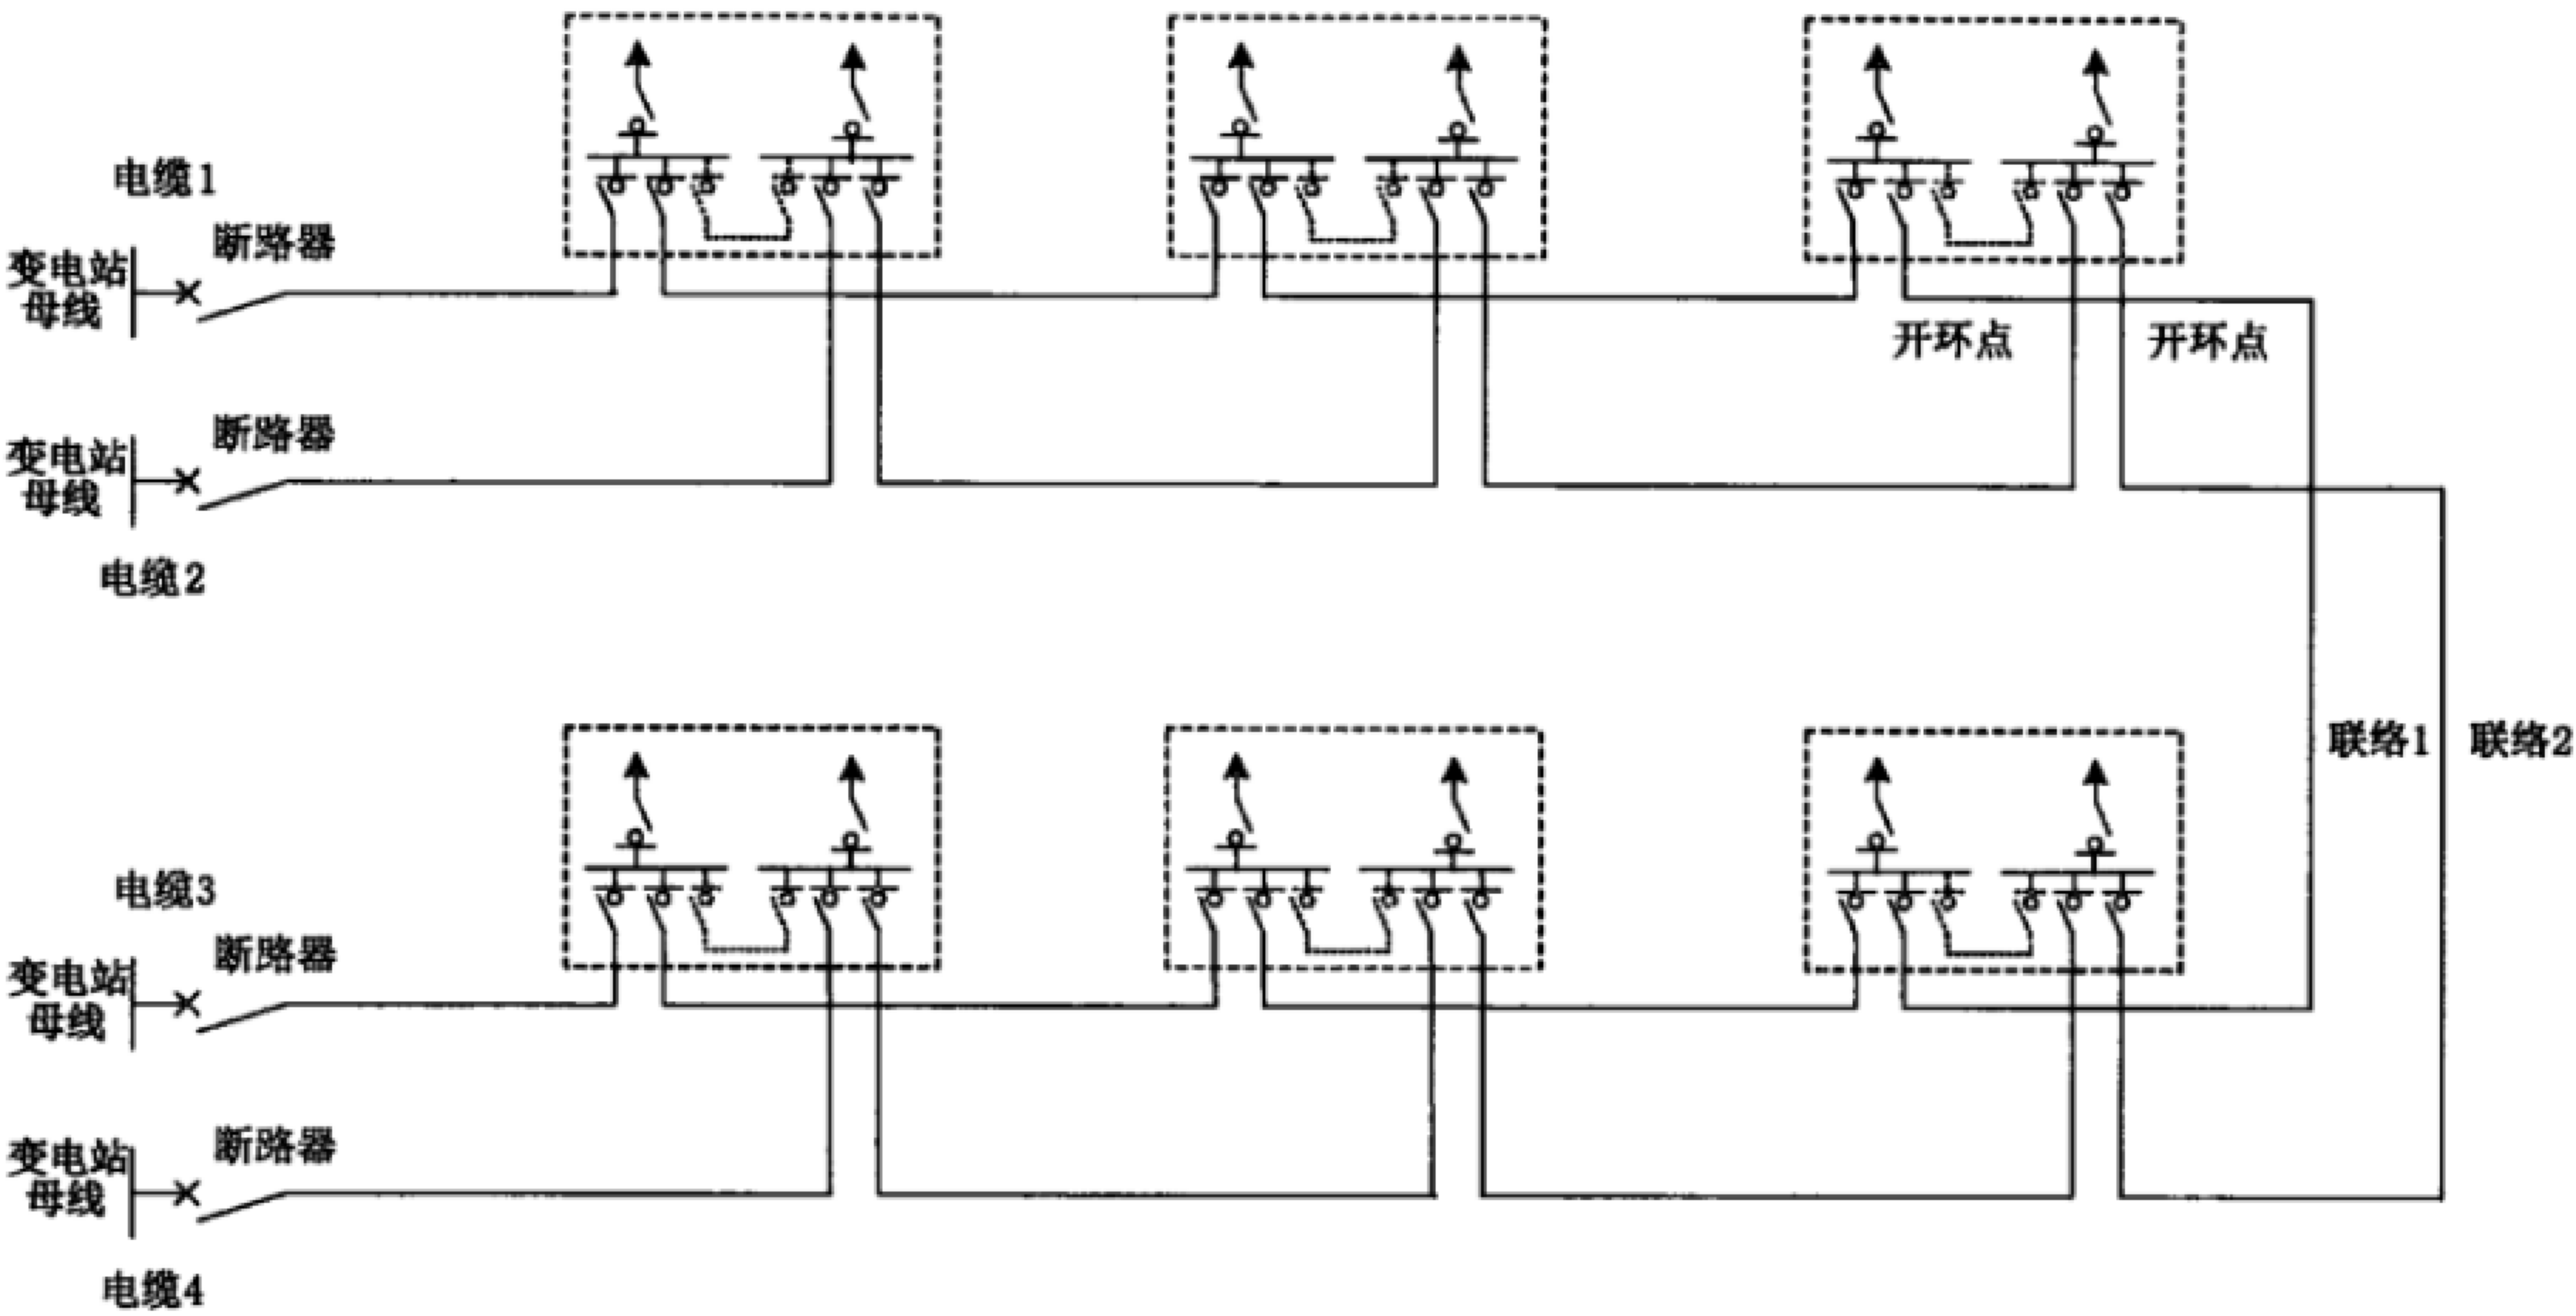 电缆1
断路器
变电站
母线
开环点
开环点
断路器
变电站
母线
电缆2
联络1
联络2
电缆3
断路器
变电站
母线
断路器
变电站
母线
电缆4